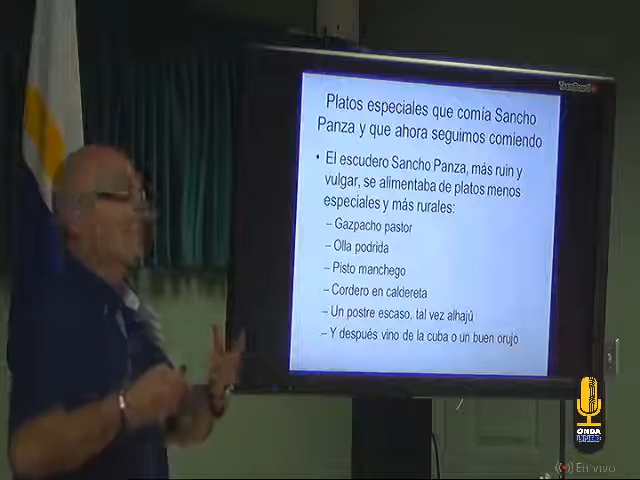 TeamBoard
Platos especiales que comía Sancho
Panza y que ahora seguimos comiendo
• El escudero Sancho Panza, más ruin y
vulgar, se alimentaba de platos menos
especiales y más rurales:
– Gazpacho pastor
– Olla podrida
– Pisto manchego
– Cordero en caldereta
– Un postre escaso, tal vez alhajú
– Y después vino de la cuba o un buen orujo
ONDA
UNED
En vivo